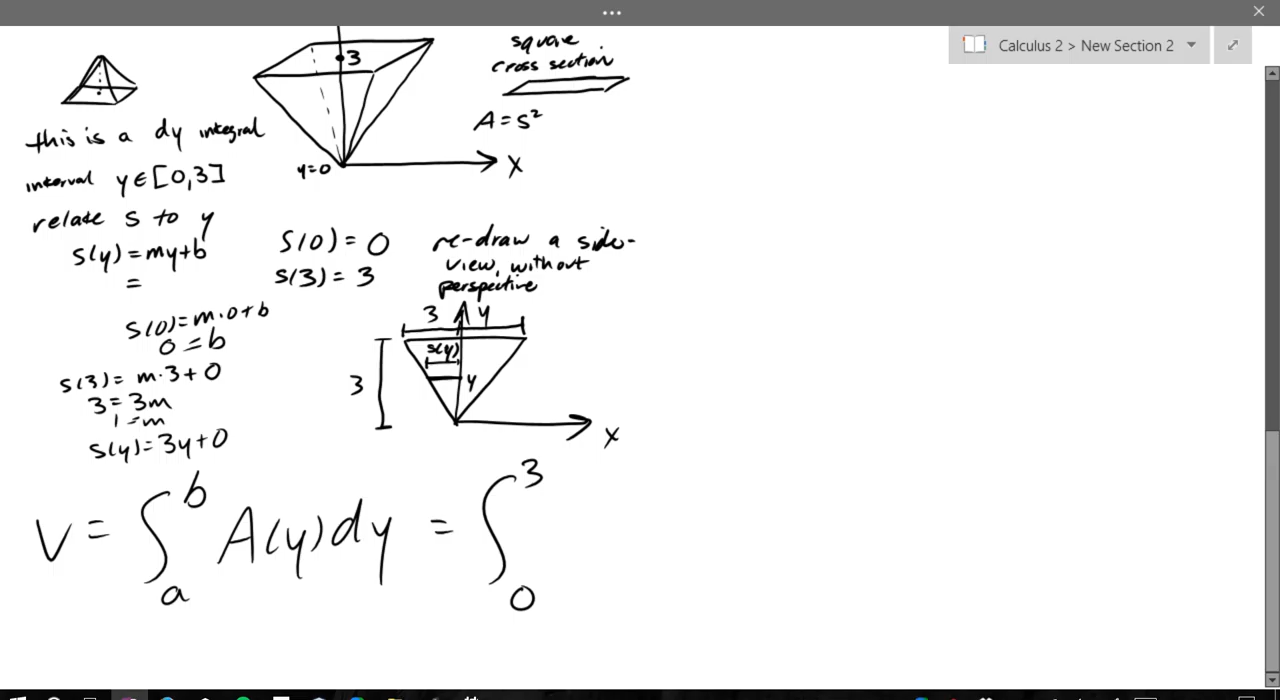 Calculus 2 > New Section 2
3
square
cross section
A = s²
this is a dy integral
y=0
X
interval y∈[0,3]
relate s to y
s(y) = my+b
=
S(0) = 0
s(3) = 3
re-draw a side-
view, without
perspective
s(0) = m·0+b
0 = b
s(3) = m·3+0
3 = 3m
1 = m
s(y) = 3y+0
3 y
s(y)
3
y
x
V = ∫ₐᵇ A(y) dy = ∫₀³